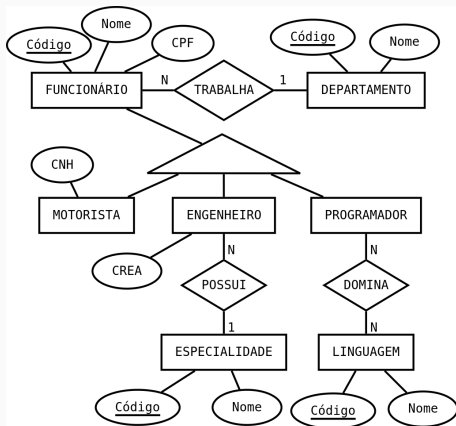 Nome
Código
CPF
Código
Nome
FUNCIONÁRIO
N
TRABALHA
1
DEPARTAMENTO
CNH
MOTORISTA
ENGENHEIRO
PROGRAMADOR
N
N
CREA
POSSUI
DOMINA
1
N
ESPECIALIDADE
LINGUAGEM
Código
Nome
Código
Nome